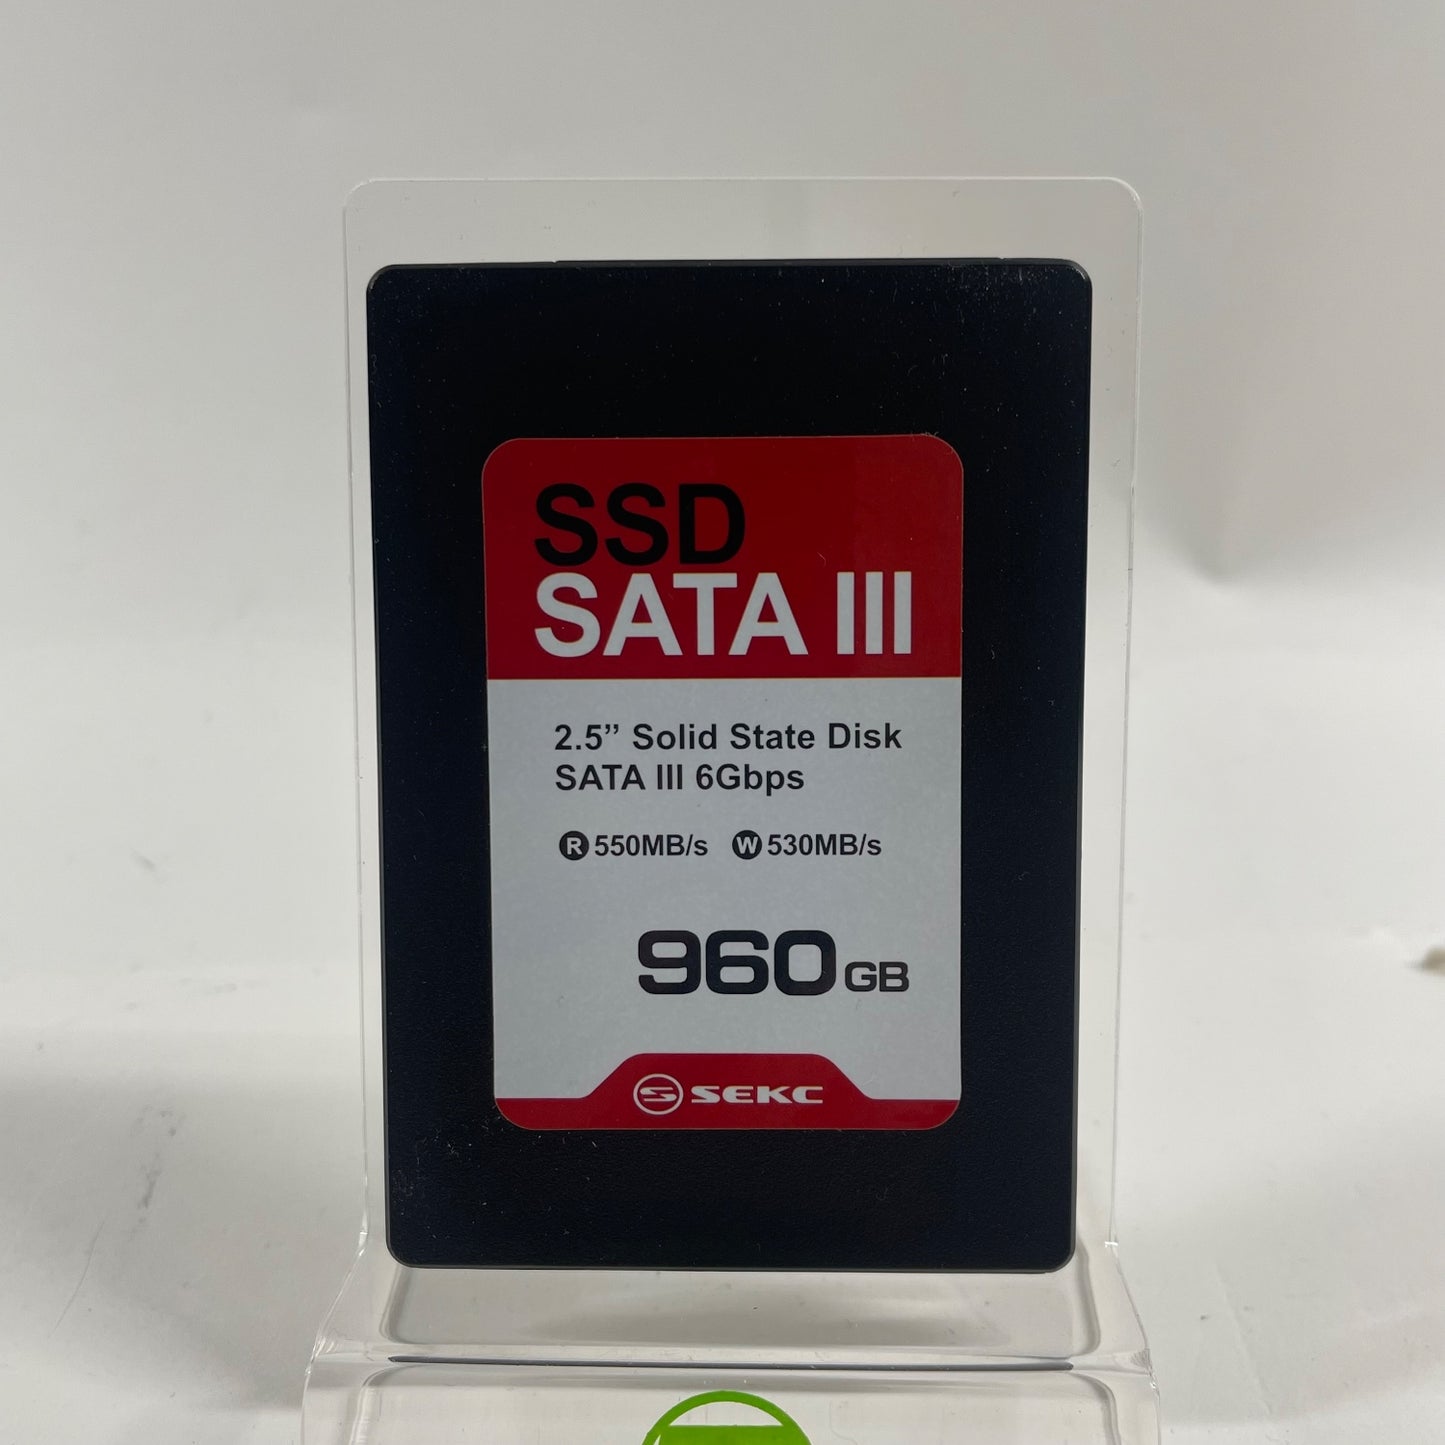 SSD
SATA III
2.5” Solid State Disk
SATA III 6Gbps
R 550MB/s W 530MB/s
960GB
S SEKC